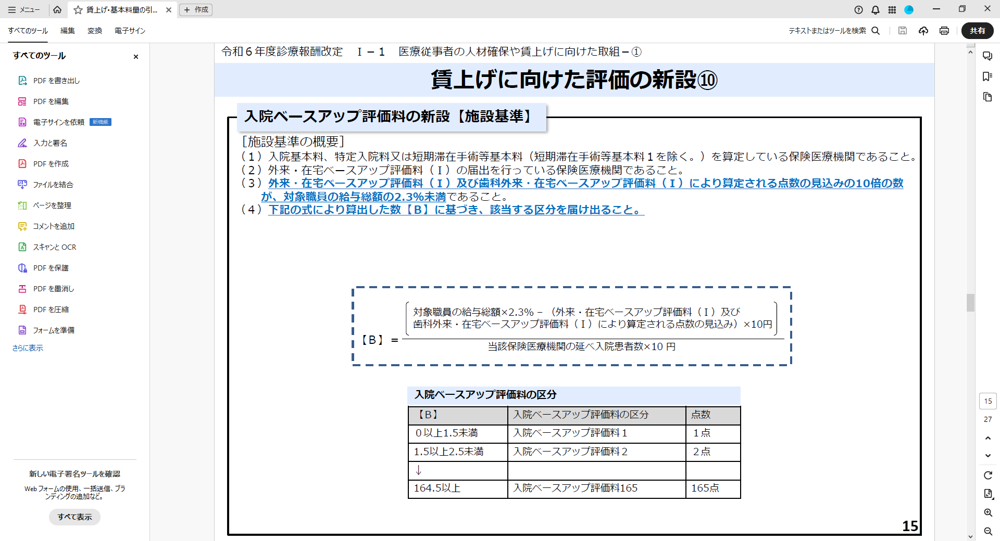 メニュー
賃上げ・基本料量の引...
作成
すべてのツール
編集
変換
電子サイン
テキストまたはツールを検索
共有
すべてのツール
PDF を書き出し
PDF を編集
電子サインを依頼 新機能
入力と署名
PDF を作成
ファイルを結合
ページを整理
コメントを追加
スキャンと OCR
PDF を保護
PDF を墨消し
PDF を圧縮
フォームを準備
さらに表示
新しい電子署名ツールを確認
Web フォームの使用、一括送信、ブラ
ンディングの追加など。
すべて表示
令和６年度診療報酬改定　Ⅰ－１　医療従事者の人材確保や賃上げに向けた取組－①
賃上げに向けた評価の新設⑩
入院ベースアップ評価料の新設【施設基準】
［施設基準の概要］
（１）入院基本料、特定入院料又は短期滞在手術等基本料（短期滞在手術等基本料１を除く。）を算定している保険医療機関であること。
（２）外来・在宅ベースアップ評価料（Ⅰ）の届出を行っている保険医療機関であること。
（３）外来・在宅ベースアップ評価料（Ⅰ）及び歯科外来・在宅ベースアップ評価料（Ⅰ）により算定される点数の見込みの10倍の数
が、対象職員の給与総額の2.3%未満であること。
（４）下記の式により算出した数【Ｂ】に基づき、該当する区分を届け出ること。
対象職員の給与総額×2.3%－（外来・在宅ベースアップ評価料（Ⅰ）及び
歯科外来・在宅ベースアップ評価料（Ⅰ）により算定される点数の見込み）×10円
【Ｂ】＝
当該保険医療機関の延べ入院患者数×10 円
入院ベースアップ評価料の区分
【Ｂ】 入院ベースアップ評価料の区分 点数
０以上1.5未満 入院ベースアップ評価料１ １点
1.5以上2.5未満 入院ベースアップ評価料２ ２点
↓
164.5以上 入院ベースアップ評価料165 165点
15
15
27